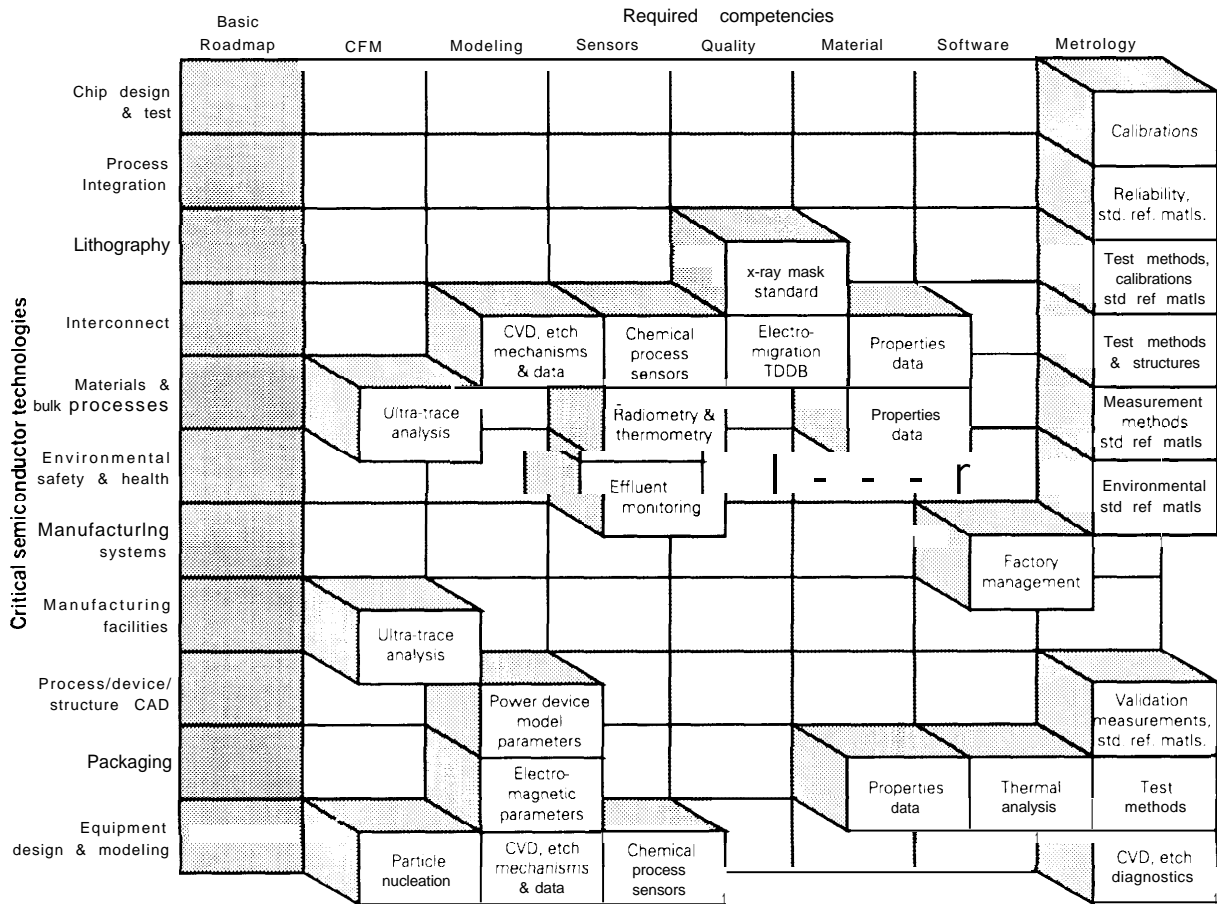 Required competencies
Basic
Roadmap
CFM
Modeling
Sensors
Quality
Material
Software
Metrology
Critical semiconductor technologies
Chip design
& test
Calibrations
Process
Integration
Reliability,
std. ref. matls.
Lithography
x-ray mask
standard
Test methods,
calibrations
std ref matls
Interconnect
CVD, etch
mechanisms
& data
Chemical
process
sensors
Electro-
migration
TDDB
Properties
data
Test methods
& structures
Materials &
bulk processes
Ultra-trace
analysis
Radiometry &
thermometry
Properties
data
Measurement
methods
std ref matls
Environmental
safety & health
Effluent
monitoring
Environmental
std ref matls
ManufacturIng
systems
Factory
management
Manufacturing
facilities
Ultra-trace
analysis
Process/device/
structure CAD
Power device
model
parameters
Validation
measurements,
std. ref. matls.
Packaging
Electro-
magnetic
parameters
Properties
data
Thermal
analysis
Test
methods
Equipment
design & modeling
Particle
nucleation
CVD, etch
mechanisms
& data
Chemical
process
sensors
CVD, etch
diagnostics